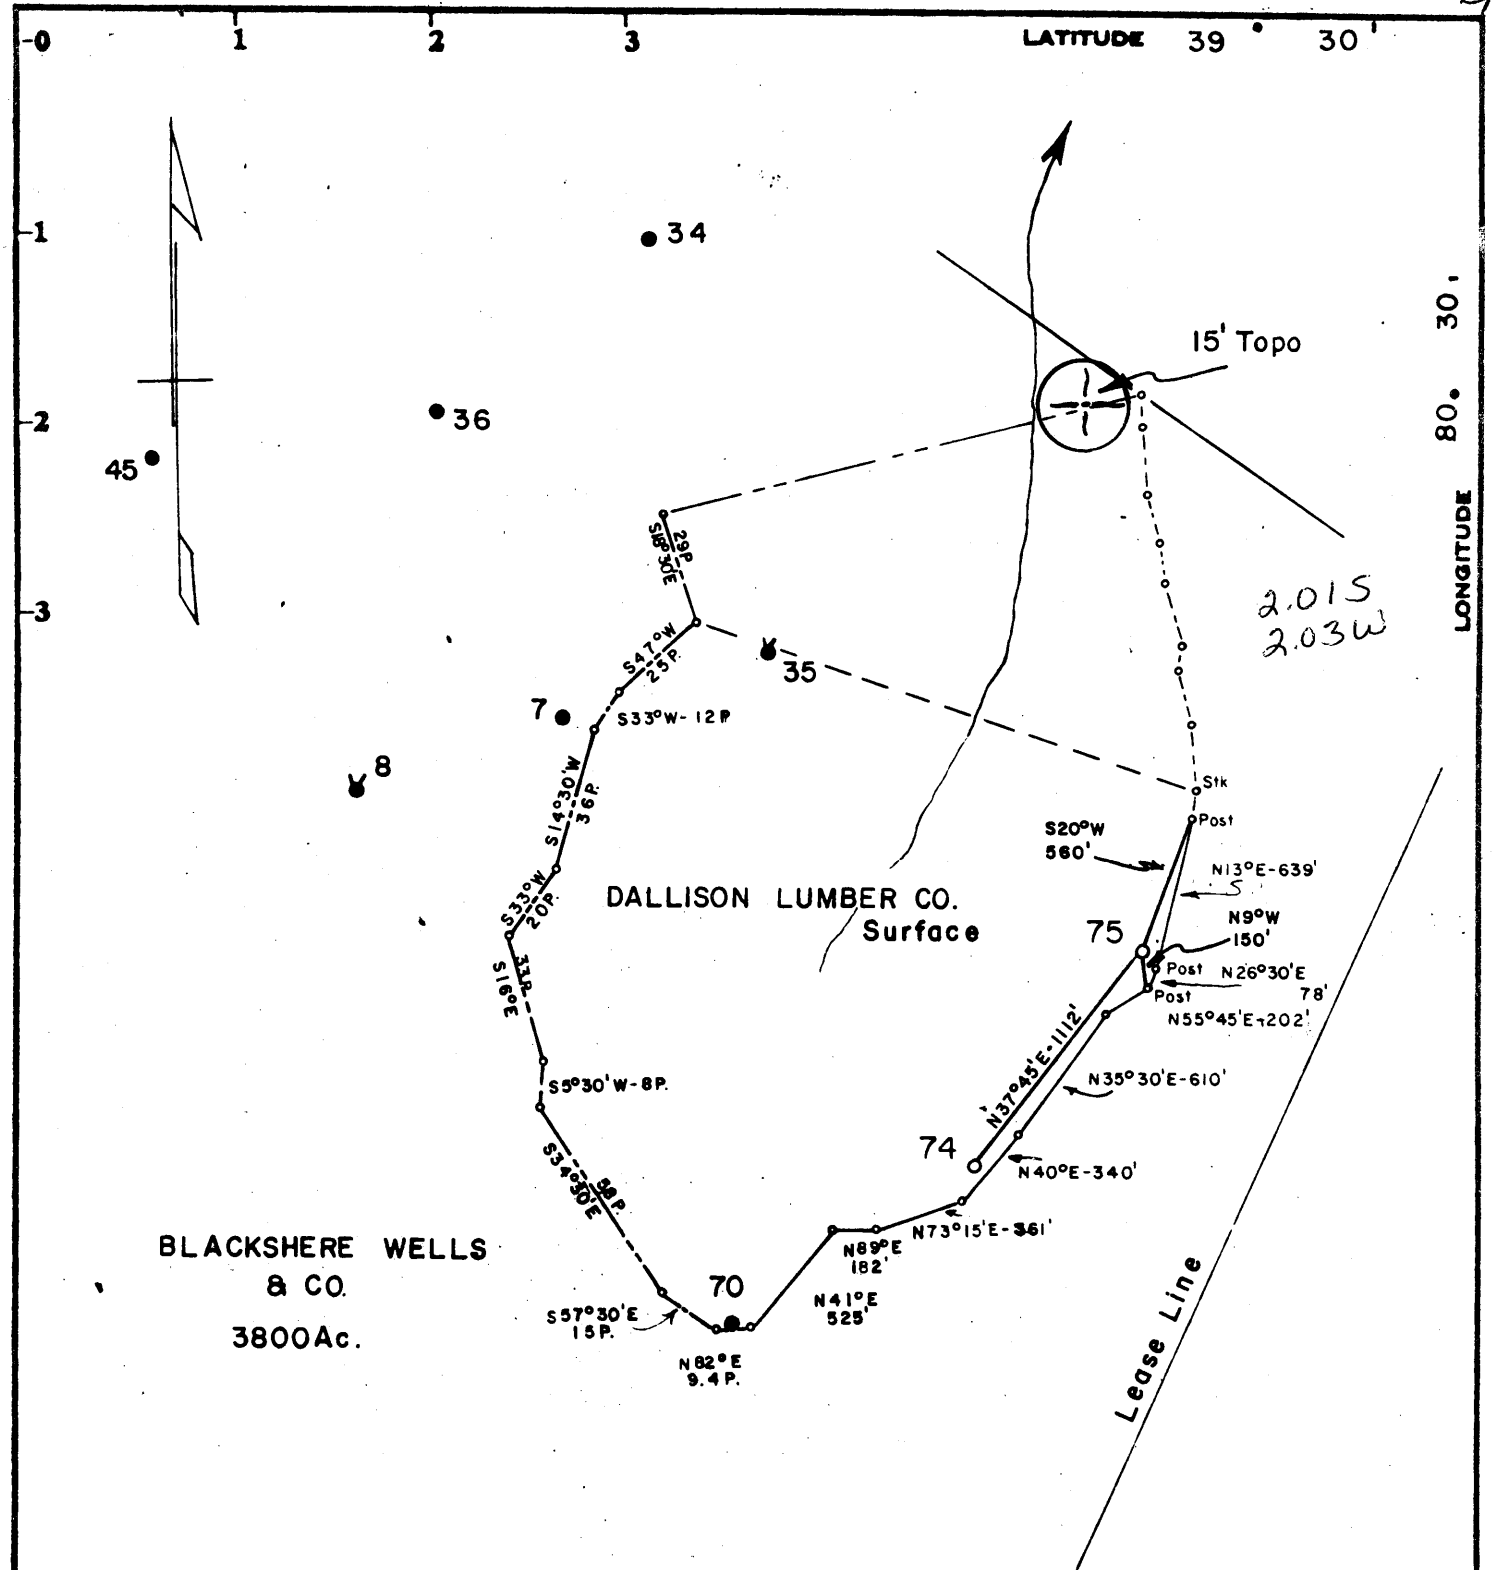 -0 1 2 3 LATITUDE 39° 30'
-1
-2
-3
LONGITUDE 80° 30'
34
15' Topo
36
45
2.01S
2.03W
S18°30'E
29P
S47°W
25P.
35
7
S33°W-12P
8
S14°30'W
36P.
Stk
Post
S20°W
560'
N13°E-639'
S
S33°W
20P.
DALLISON LUMBER CO.
Surface
75
N9°W
150'
Post
N26°30'E
78'
Post
N55°45'E-202'
33P.
S16°E
N37°45'E-1112'
N35°30'E-610'
S5°30'W-8P.
74
N40°E-340'
S34°30'E
58P.
N73°15'E-361'
N89°E
182'
BLACKSHERE WELLS
& CO.
3800Ac.
70
N41°E
525'
S57°30'E
15P.
N82°E
9.4P.
Lease Line